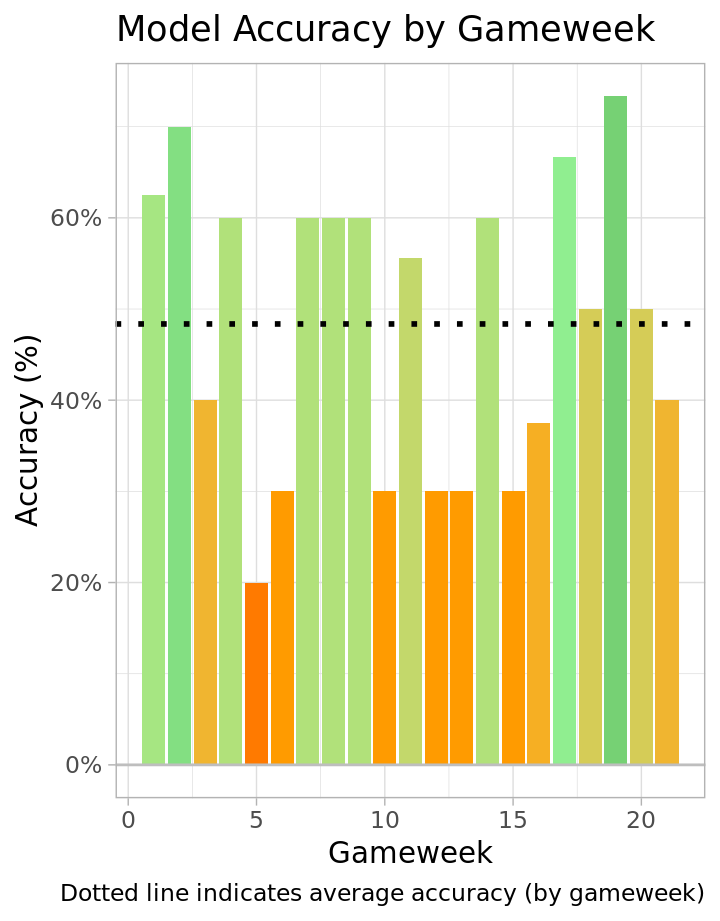 Model Accuracy by Gameweek
Accuracy (%)
60%
40%
20%
0%
0 5 10 15 20
Gameweek
Dotted line indicates average accuracy (by gameweek)